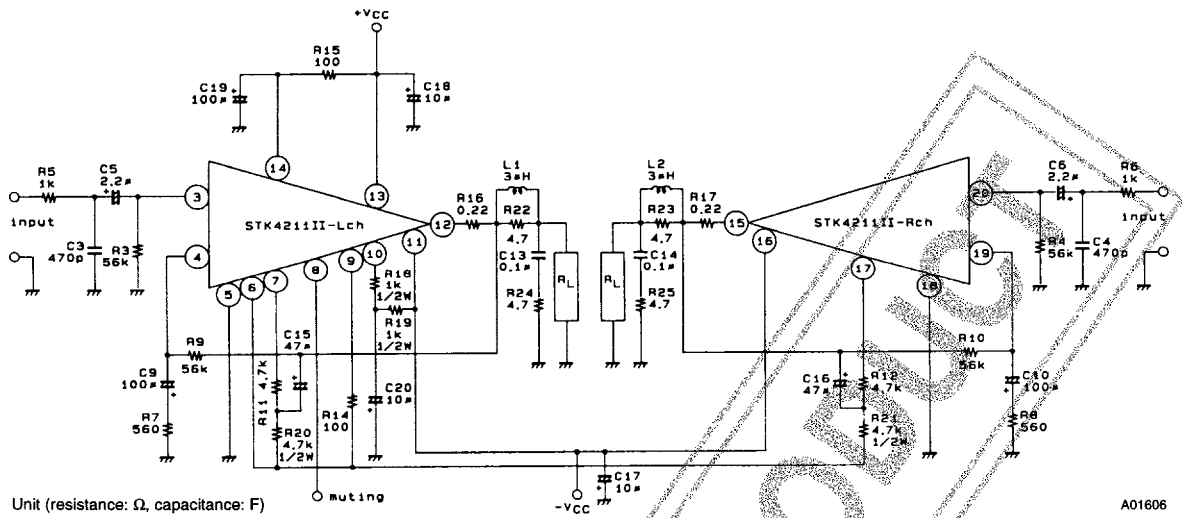 +VCC
R15
100
C19
100µ
C18
10µ
14
13
R5
1k
C5
2.2µ
input
C3
470p
R3
56k
3
4
STK4211II-Lch
5
6
7
8
9
10
11
12
R16
0.22
L1
3µH
R22
4.7
C13
0.1µ
R24
4.7
RL
R18
1k
1/2W
R19
1k
1/2W
R9
56k
C9
100µ
R7
560
C15
47µ
R11 4.7k
R20
4.7k
1/2W
R14
100
C20
10µ
muting
L2
3µH
R23
4.7
R17
0.22
C14
0.1µ
R25
4.7
RL
15
16
STK4211II-Rch
17
18
19
20
C6
2.2µ
R6
1k
input
R4
56k
C4
470p
R10
56k
C10
100µ
R8
560
C16
47µ
R12
4.7k
R21
4.7k
1/2W
C17
10µ
-VCC
Unit (resistance: Ω, capacitance: F)
A01606